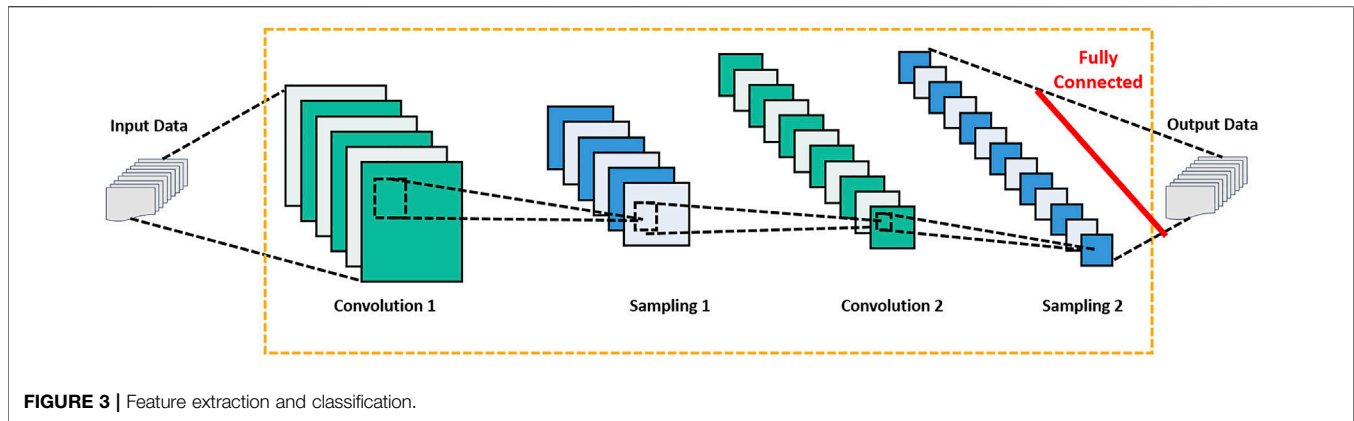 Fully
Connected
Input Data
Output Data
Convolution 1
Sampling 1
Convolution 2
Sampling 2
FIGURE 3 | Feature extraction and classification.